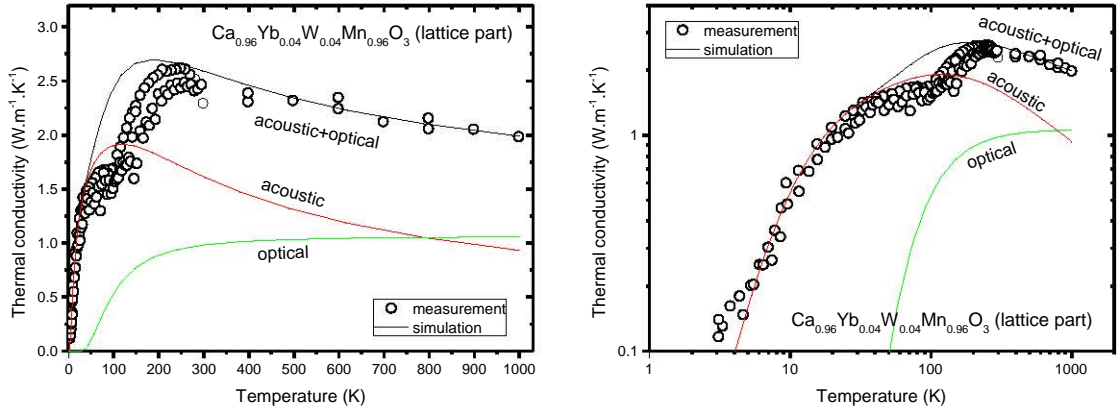 Ca0.96Yb0.04W0.04Mn0.96O3 (lattice part)
3.0
2.5
2.0
1.5
1.0
0.5
0.0
Thermal conductivity (W.m-1.K-1)
acoustic+optical
acoustic
optical
measurement
simulation
0 100 200 300 400 500 600 700 800 900 1000
Temperature (K)
measurement
simulation
acoustic+optical
acoustic
optical
1
0.1
Thermal conductivity (W.m-1.K-1)
Ca0.96Yb0.04W0.04Mn0.96O3 (lattice part)
1 10 100 1000
Temperature (K)